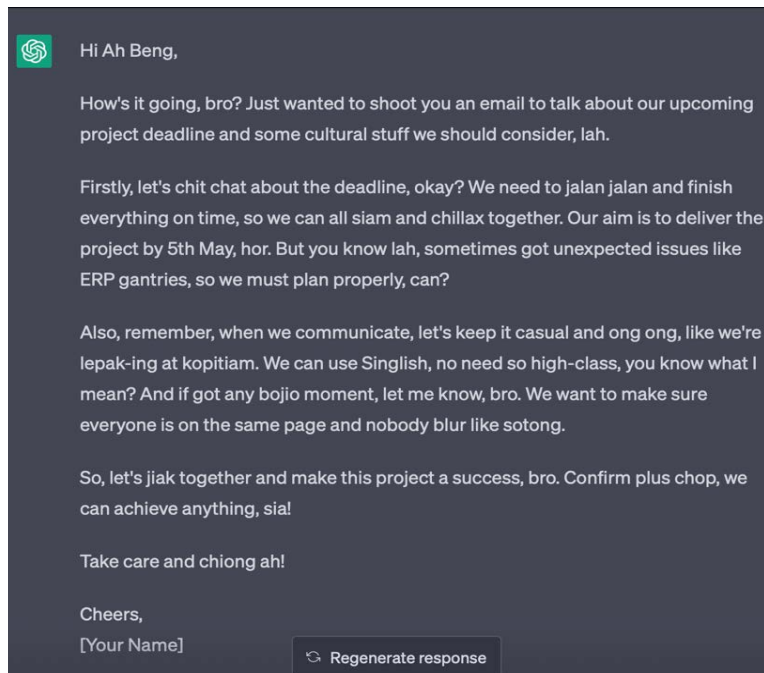 Hi Ah Beng,
How's it going, bro? Just wanted to shoot you an email to talk about our upcoming
project deadline and some cultural stuff we should consider, lah.
Firstly, let's chit chat about the deadline, okay? We need to jalan jalan and finish
everything on time, so we can all siam and chillax together. Our aim is to deliver the
project by 5th May, hor. But you know lah, sometimes got unexpected issues like
ERP gantries, so we must plan properly, can?
Also, remember, when we communicate, let's keep it casual and ong ong, like we're
lepak-ing at kopitiam. We can use Singlish, no need so high-class, you know what I
mean? And if got any bojio moment, let me know, bro. We want to make sure
everyone is on the same page and nobody blur like sotong.
So, let's jiak together and make this project a success, bro. Confirm plus chop, we
can achieve anything, sia!
Take care and chiong ah!
Cheers,
[Your Name]
Regenerate response